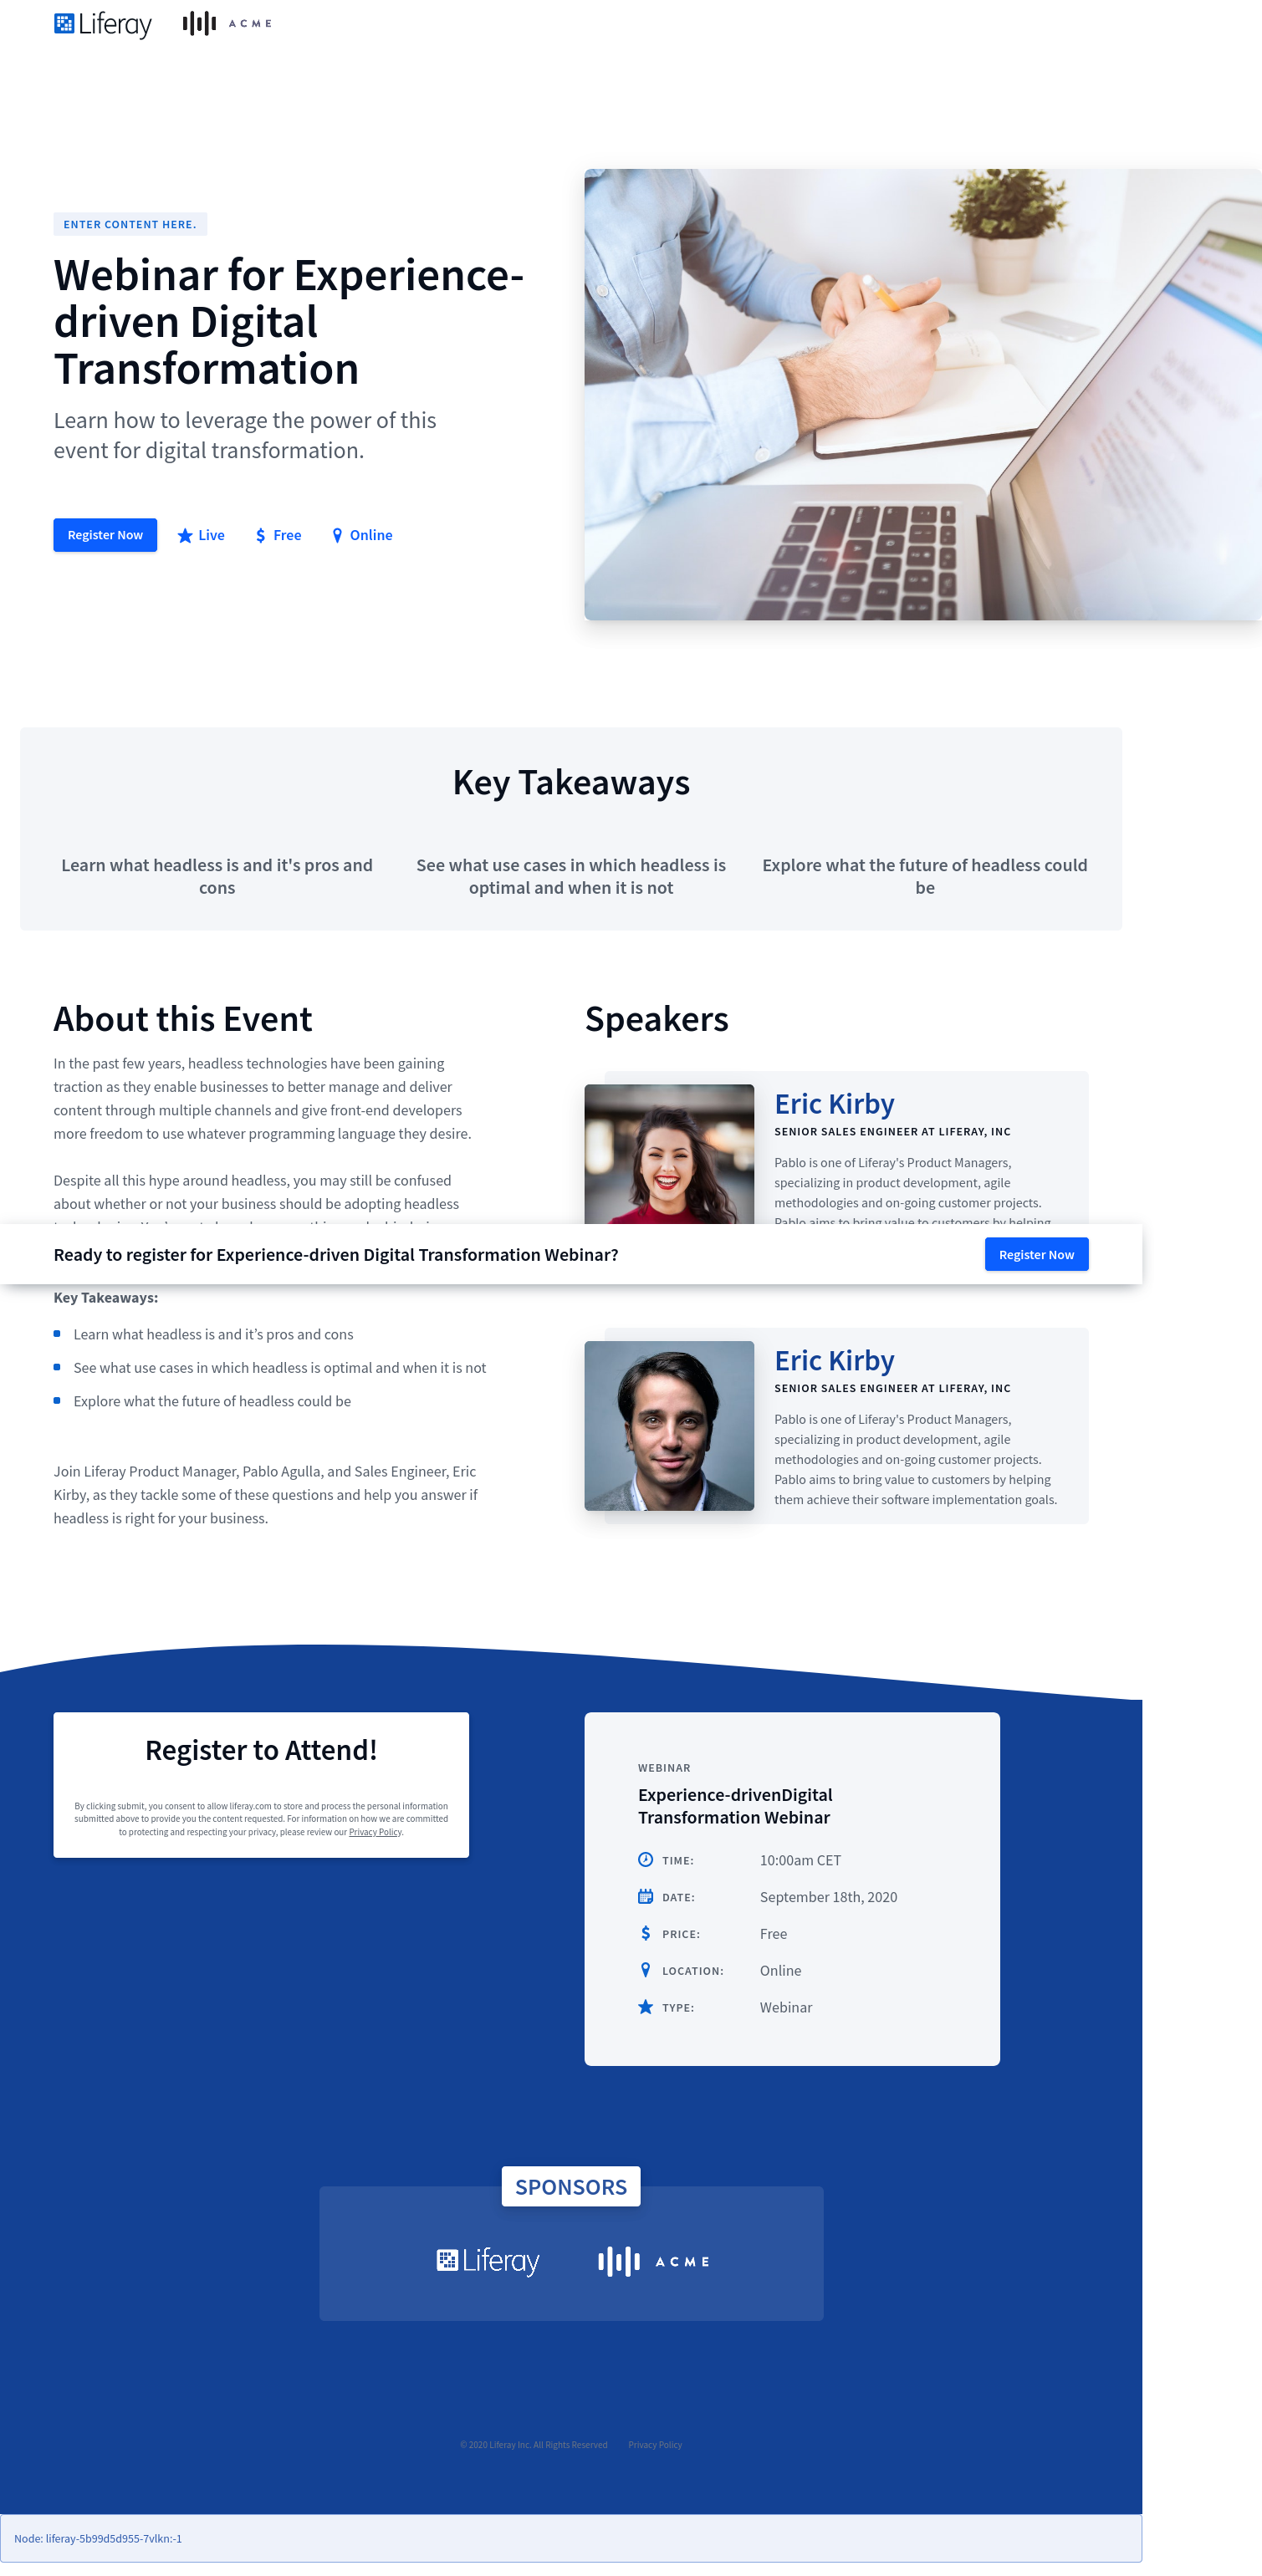 Liferay ACME
ENTER CONTENT HERE.
Webinar for Experience-
driven Digital
Transformation
Learn how to leverage the power of this
event for digital transformation.
Register Now Live Free Online
Key Takeaways
Learn what headless is and it's pros and
cons
See what use cases in which headless is
optimal and when it is not
Explore what the future of headless could
be
About this Event
In the past few years, headless technologies have been gaining
traction as they enable businesses to better manage and deliver
content through multiple channels and give front-end developers
more freedom to use whatever programming language they desire.
Despite all this hype around headless, you may still be confused
about whether or not your business should be adopting headless
Speakers
Eric Kirby
SENIOR SALES ENGINEER AT LIFERAY, INC
Pablo is one of Liferay's Product Managers,
specializing in product development, agile
methodologies and on-going customer projects.
Pablo aims to bring value to customers by helping
Ready to register for Experience-driven Digital Transformation Webinar?
Register Now
Key Takeaways:
Learn what headless is and it’s pros and cons
See what use cases in which headless is optimal and when it is not
Explore what the future of headless could be
Join Liferay Product Manager, Pablo Agulla, and Sales Engineer, Eric
Kirby, as they tackle some of these questions and help you answer if
headless is right for your business.
Eric Kirby
SENIOR SALES ENGINEER AT LIFERAY, INC
Pablo is one of Liferay's Product Managers,
specializing in product development, agile
methodologies and on-going customer projects.
Pablo aims to bring value to customers by helping
them achieve their software implementation goals.
Register to Attend!
By clicking submit, you consent to allow liferay.com to store and process the personal information
submitted above to provide you the content requested. For information on how we are committed
to protecting and respecting your privacy, please review our Privacy Policy.
WEBINAR
Experience-drivenDigital
Transformation Webinar
TIME: 10:00am CET
DATE: September 18th, 2020
PRICE: Free
LOCATION: Online
TYPE: Webinar
SPONSORS
Liferay ACME
© 2020 Liferay Inc. All Rights Reserved Privacy Policy
Node: liferay-5b99d5d955-7vlkn:-1